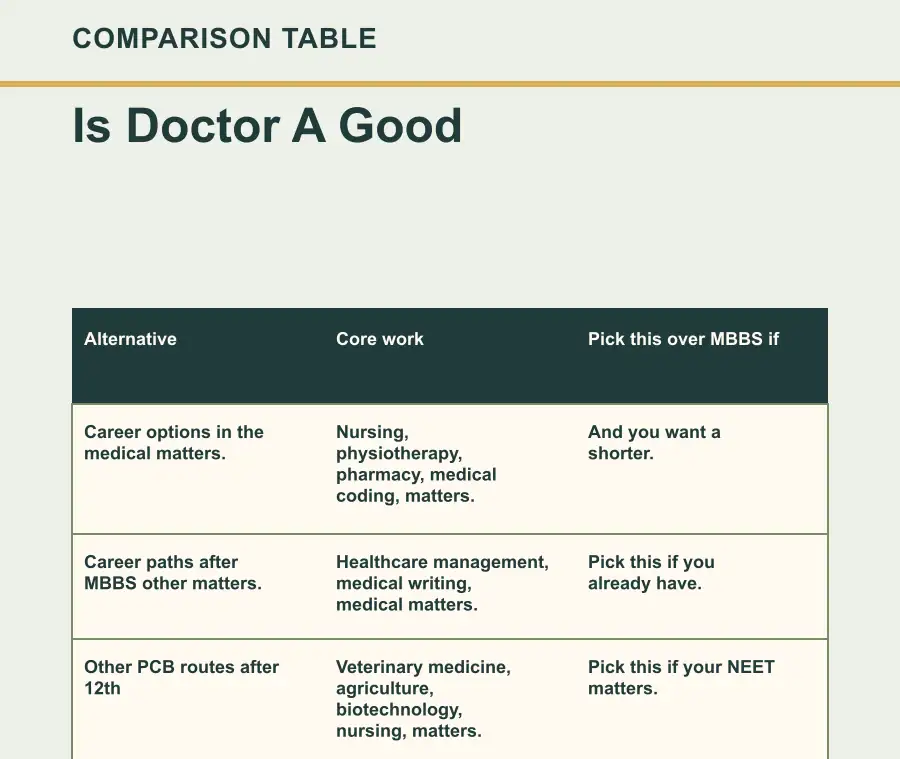 COMPARISON TABLE
Is Doctor A Good
Alternative
Core work
Pick this over MBBS if
Career options in the
medical matters.
Nursing,
physiotherapy,
pharmacy, medical
coding, matters.
And you want a
shorter.
Career paths after
MBBS other matters.
Healthcare management,
medical writing,
medical matters.
Pick this if you
already have.
Other PCB routes after
12th
Veterinary medicine,
agriculture,
biotechnology,
nursing, matters.
Pick this if your NEET
matters.